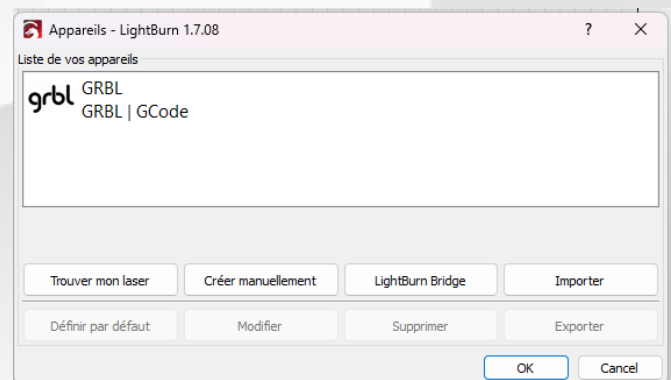 Appareils - LightBurn 1.7.08
Liste de vos appareils
grbl GRBL
GRBL | GCode
Trouver mon laser Créer manuellement LightBurn Bridge Importer
Définir par défaut Modifier Supprimer Exporter
OK Cancel